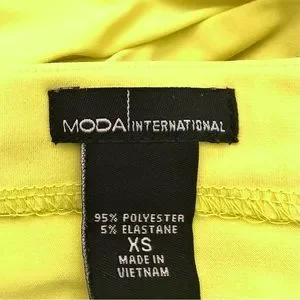 MODA INTERNATIONAL
95% POLYESTER
5% ELASTANE
XS
MADE IN
VIETNAM